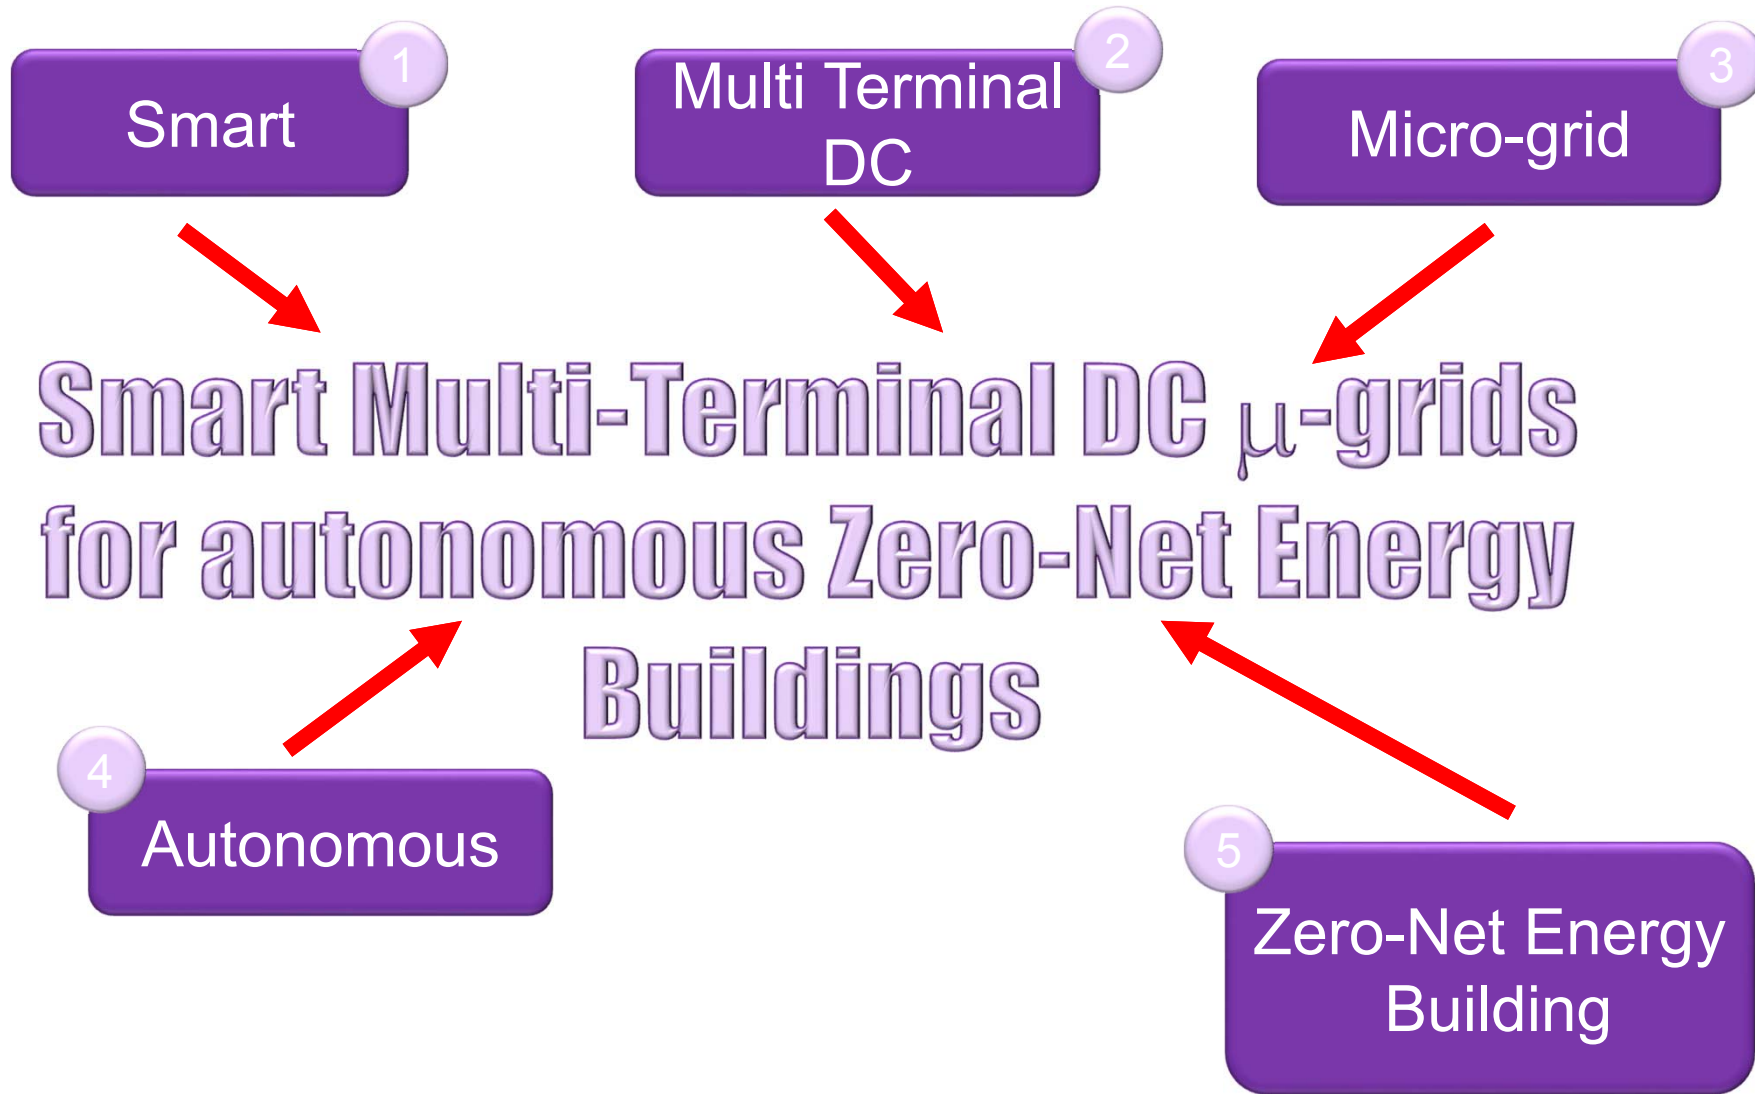 1
Smart
2
Multi Terminal
DC
3
Micro-grid
Smart Multi-Terminal DC μ-grids
for autonomous Zero-Net Energy
Buildings
4
Autonomous
5
Zero-Net Energy
Building